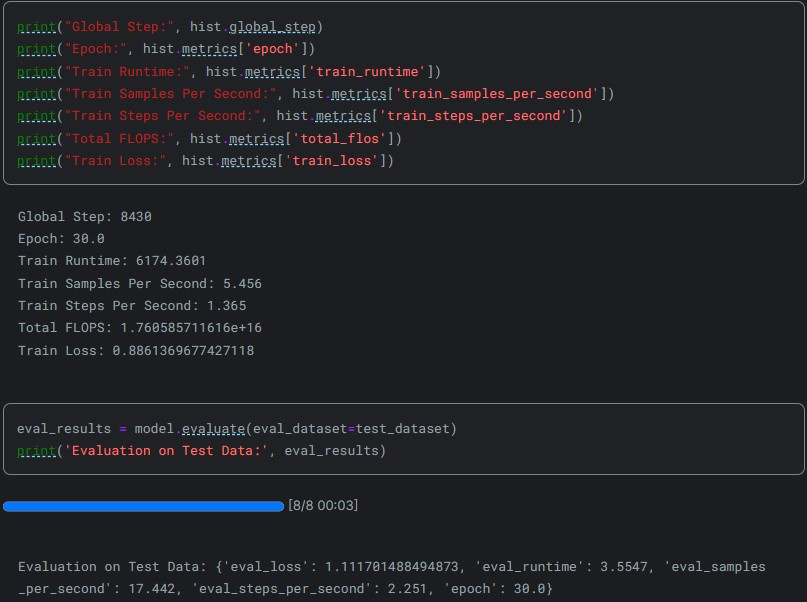 print("Global Step:", hist.global_step)
print("Epoch:", hist.metrics['epoch'])
print("Train Runtime:", hist.metrics['train_runtime'])
print("Train Samples Per Second:", hist.metrics['train_samples_per_second'])
print("Train Steps Per Second:", hist.metrics['train_steps_per_second'])
print("Total FLOPS:", hist.metrics['total_flos'])
print("Train Loss:", hist.metrics['train_loss'])
Global Step: 8430
Epoch: 30.0
Train Runtime: 6174.3601
Train Samples Per Second: 5.456
Train Steps Per Second: 1.365
Total FLOPS: 1.760585711616e+16
Train Loss: 0.8861369677427118
eval_results = model.evaluate(eval_dataset=test_dataset)
print('Evaluation on Test Data:', eval_results)
[8/8 00:03]
Evaluation on Test Data: {'eval_loss': 1.111701488494873, 'eval_runtime': 3.5547, 'eval_samples
_per_second': 17.442, 'eval_steps_per_second': 2.251, 'epoch': 30.0}